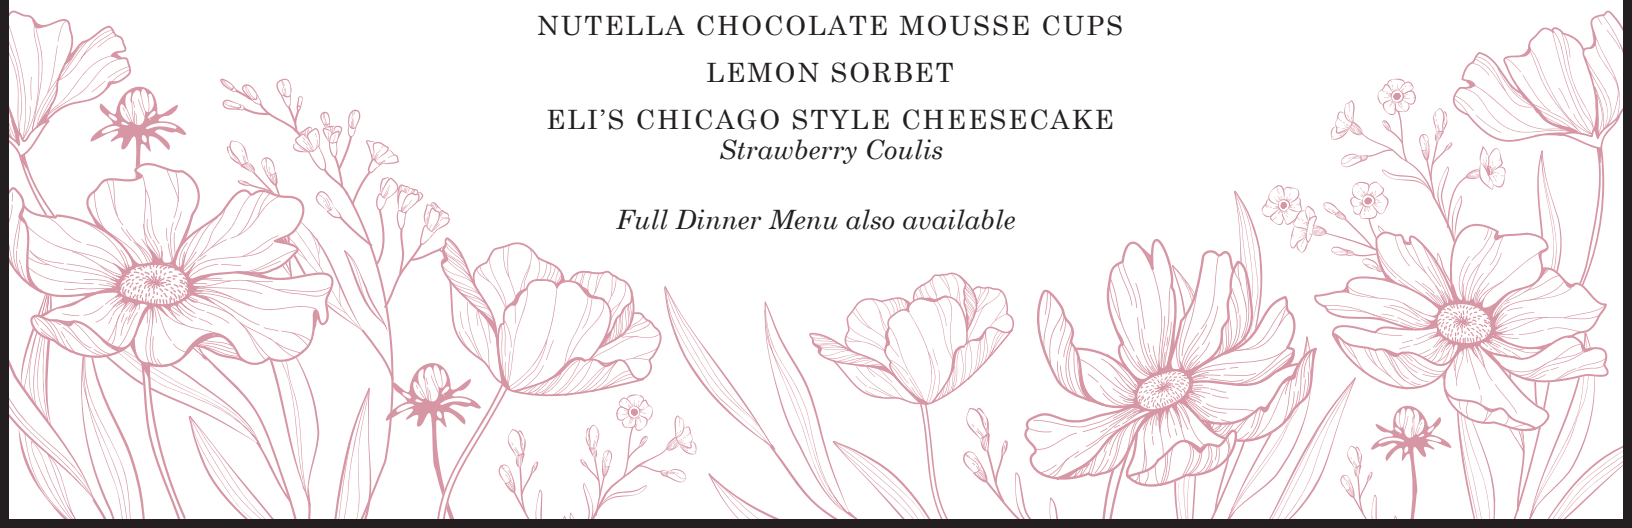 NUTELLA CHOCOLATE MOUSSE CUPS
LEMON SORBET
ELI’S CHICAGO STYLE CHEESECAKE
Strawberry Coulis
Full Dinner Menu also available